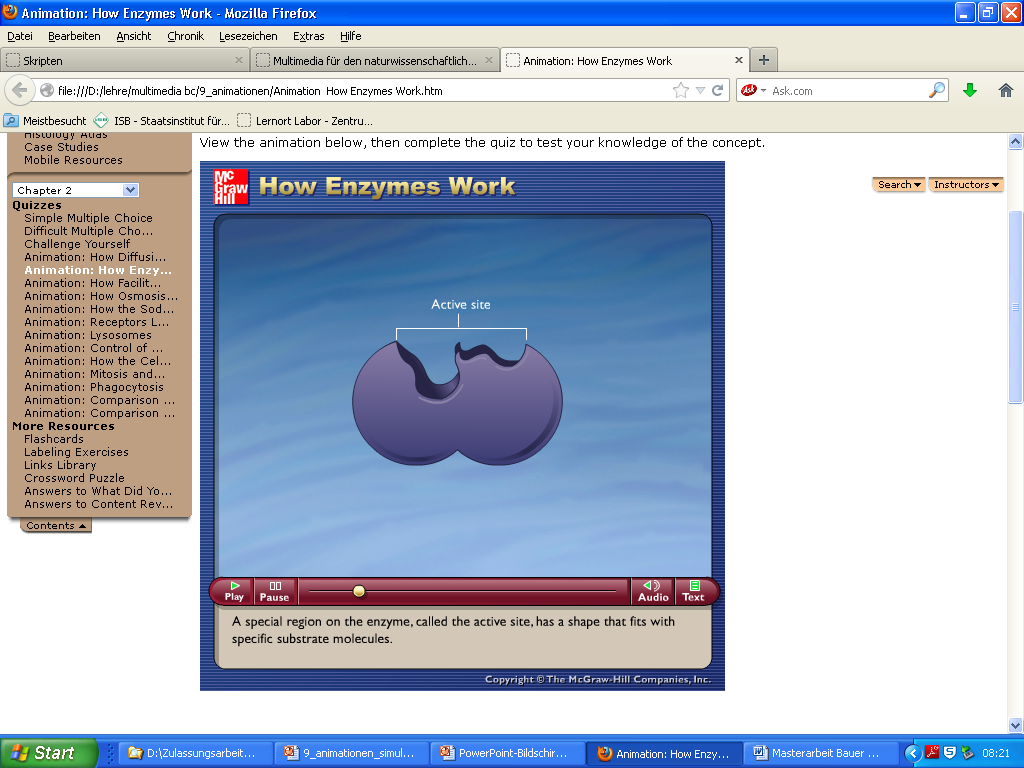 Animation: How Enzymes Work - Mozilla Firefox
Datei Bearbeiten Ansicht Chronik Lesezeichen Extras Hilfe
Skripten
Multimedia für den naturwissenschaftlich...
Animation: How Enzymes Work
file:///D:/lehre/multimedia bc/9_animationen/Animation How Enzymes Work.htm
Ask Ask.com
Meistbesucht ISB - Staatsinstitut für... Lernort Labor - Zentru...
Histology Atlas
Case Studies
Mobile Resources
Chapter 2
Quizzes
Simple Multiple Choice
Difficult Multiple Cho...
Challenge Yourself
Animation: How Diffusi...
Animation: How Enzy...
Animation: How Facilit...
Animation: How Osmosis...
Animation: How the Sod...
Animation: Receptors L...
Animation: Lysosomes
Animation: Control of ...
Animation: How the Cel...
Animation: Mitosis and...
Animation: Phagocytosis
Animation: Comparison ...
Animation: Comparison ...
More Resources
Flashcards
Labeling Exercises
Links Library
Crossword Puzzle
Answers to What Did Yo...
Answers to Content Rev...
Contents
View the animation below, then complete the quiz to test your knowledge of the concept.
Search Instructors
Mc
Graw
Hill
How Enzymes Work
Active site
Play Pause Audio Text
A special region on the enzyme, called the active site, has a shape that fits with
specific substrate molecules.
Copyright © The McGraw-Hill Companies, Inc.
Start D:\Zulassungsarbeit... 9_animationen_simul... PowerPoint-Bildschir... Animation: How Enzy... Masterarbeit Bauer ... 08:21